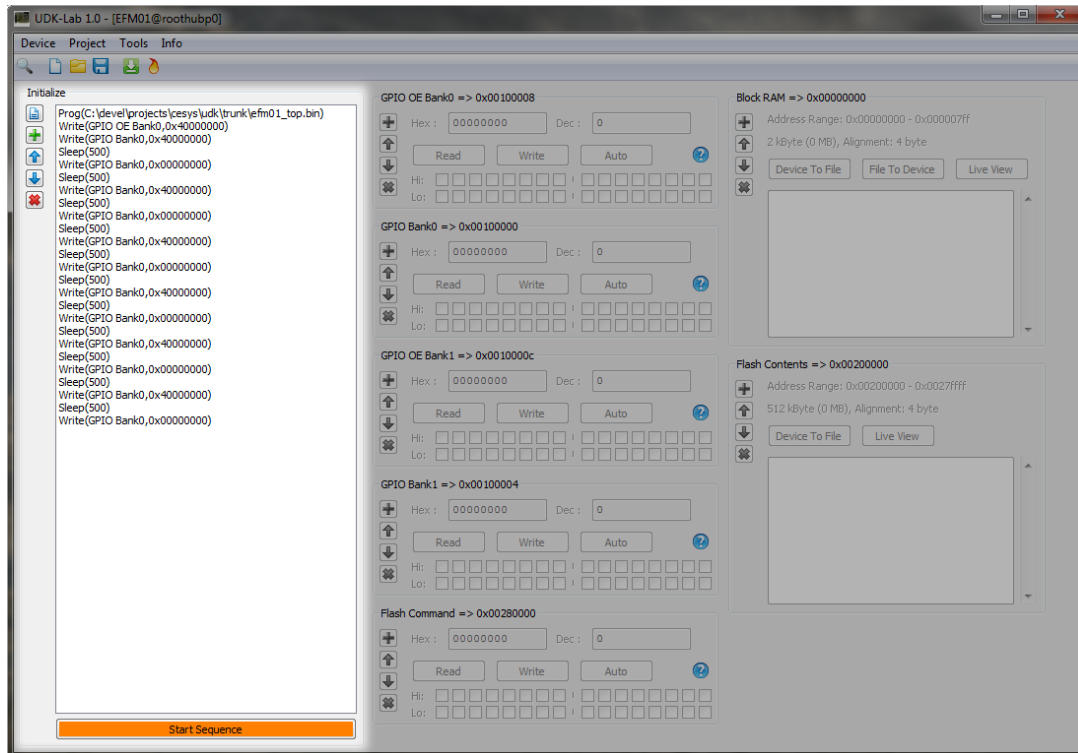 UDK-Lab 1.0 - [EFM01@roothubp0]
Device Project Tools Info
Initialize
Prog(C:\devel\projects\cesys\udk\trunk\efm01_top.bin)
Write(GPIO OE Bank0,0x40000000)
Write(GPIO Bank0,0x40000000)
Sleep(500)
Write(GPIO Bank0,0x00000000)
Sleep(500)
Write(GPIO Bank0,0x40000000)
Sleep(500)
Write(GPIO Bank0,0x00000000)
Sleep(500)
Write(GPIO Bank0,0x40000000)
Sleep(500)
Write(GPIO Bank0,0x00000000)
Sleep(500)
Write(GPIO Bank0,0x40000000)
Sleep(500)
Write(GPIO Bank0,0x00000000)
Sleep(500)
Write(GPIO Bank0,0x40000000)
Sleep(500)
Write(GPIO Bank0,0x00000000)
Sleep(500)
Write(GPIO Bank0,0x40000000)
Sleep(500)
Write(GPIO Bank0,0x00000000)
Start Sequence
GPIO OE Bank0 => 0x00100008
Hex : 00000000 Dec : 0
Read Write Auto
Hi:
Lo:
GPIO Bank0 => 0x00100000
Hex : 00000000 Dec : 0
Read Write Auto
Hi:
Lo:
GPIO OE Bank1 => 0x0010000c
Hex : 00000000 Dec : 0
Read Write Auto
Hi:
Lo:
GPIO Bank1 => 0x00100004
Hex : 00000000 Dec : 0
Read Write Auto
Hi:
Lo:
Flash Command => 0x00280000
Hex : 00000000 Dec : 0
Read Write Auto
Hi:
Lo:
Block RAM => 0x00000000
Address Range: 0x00000000 - 0x000007ff
2 kByte (0 MB), Alignment: 4 byte
Device To File File To Device Live View
Flash Contents => 0x00200000
Address Range: 0x00200000 - 0x0027ffff
512 kByte (0 MB), Alignment: 4 byte
Device To File Live View